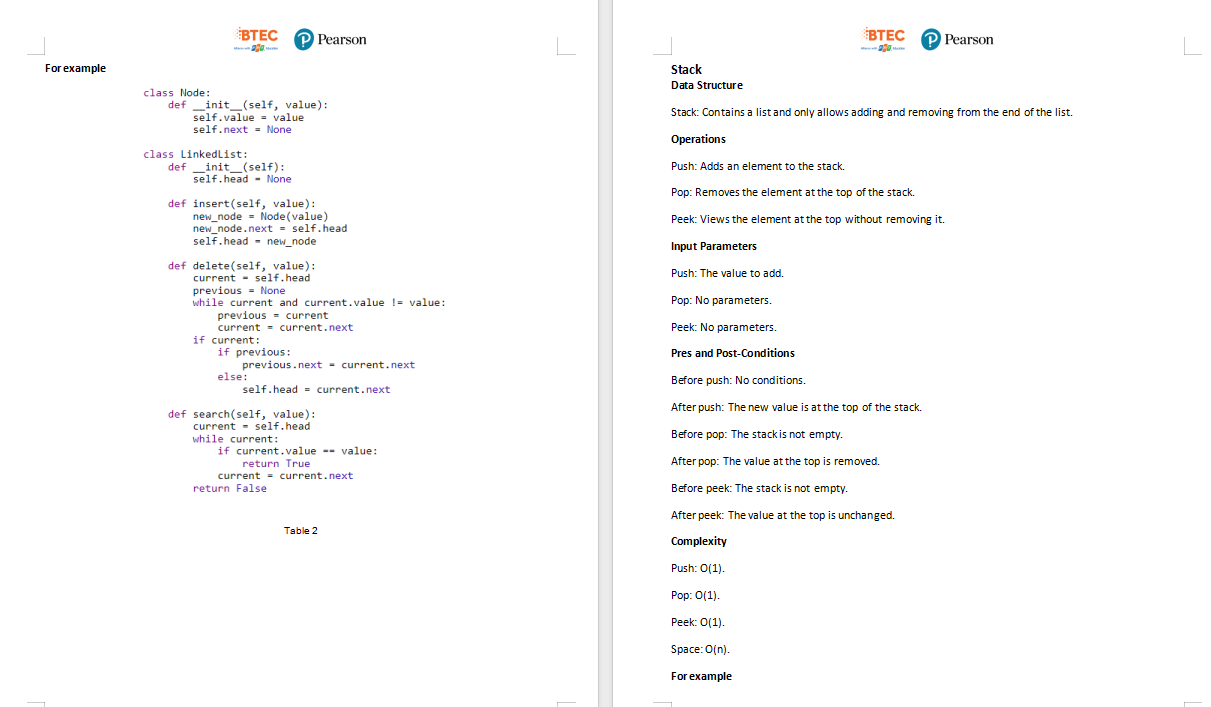 BTEC Pearson
For example
class Node:
    def __init__(self, value):
        self.value = value
        self.next = None
class LinkedList:
    def __init__(self):
        self.head = None
    def insert(self, value):
        new_node = Node(value)
        new_node.next = self.head
        self.head = new_node
    def delete(self, value):
        current = self.head
        previous = None
        while current and current.value != value:
            previous = current
            current = current.next
        if current:
            if previous:
                previous.next = current.next
            else:
                self.head = current.next
    def search(self, value):
        current = self.head
        while current:
            if current.value == value:
                return True
            current = current.next
        return False
Table 2
BTEC Pearson
Stack
Data Structure
Stack: Contains a list and only allows adding and removing from the end of the list.
Operations
Push: Adds an element to the stack.
Pop: Removes the element at the top of the stack.
Peek: Views the element at the top without removing it.
Input Parameters
Push: The value to add.
Pop: No parameters.
Peek: No parameters.
Pres and Post-Conditions
Before push: No conditions.
After push: The new value is at the top of the stack.
Before pop: The stack is not empty.
After pop: The value at the top is removed.
Before peek: The stack is not empty.
After peek: The value at the top is unchanged.
Complexity
Push: O(1).
Pop: O(1).
Peek: O(1).
Space: O(n).
For example